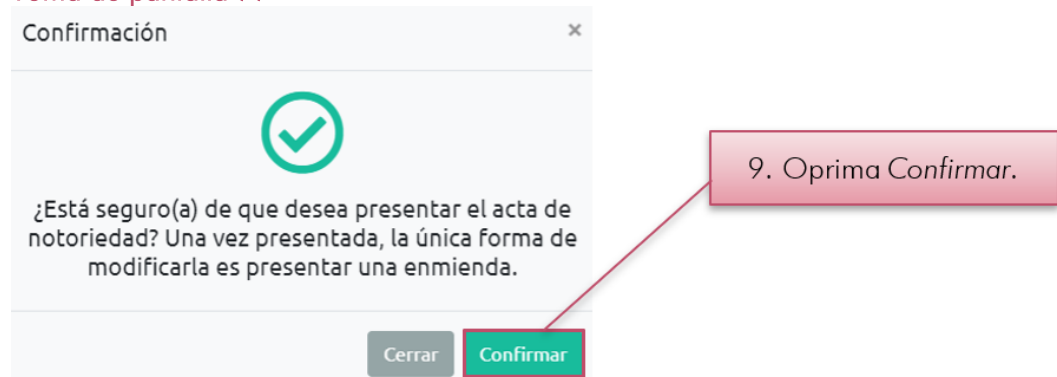 Confirmación ×
9. Oprima Confirmar.
¿Está seguro(a) de que desea presentar el acta de
notoriedad? Una vez presentada, la única forma de
modificarla es presentar una enmienda.
Cerrar Confirmar